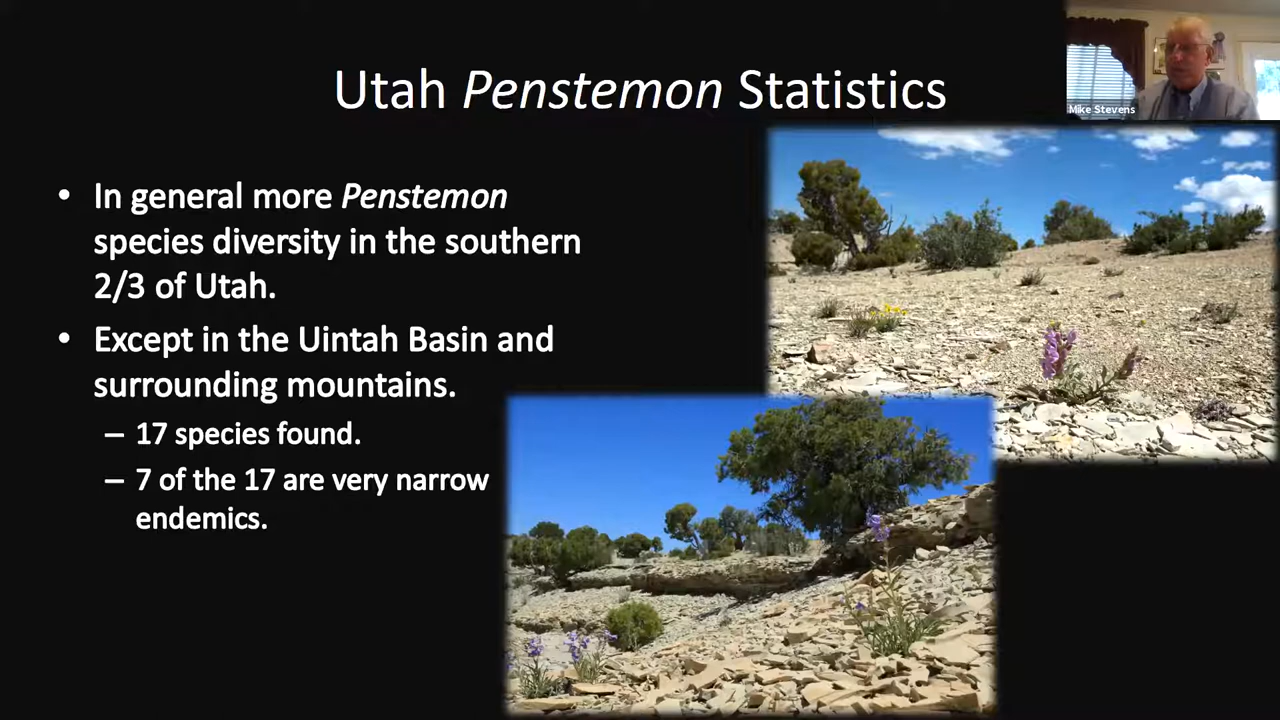 Utah Penstemon Statistics
Mike Stevens
• In general more Penstemon
species diversity in the southern
2/3 of Utah.
• Except in the Uintah Basin and
surrounding mountains.
– 17 species found.
– 7 of the 17 are very narrow
endemics.